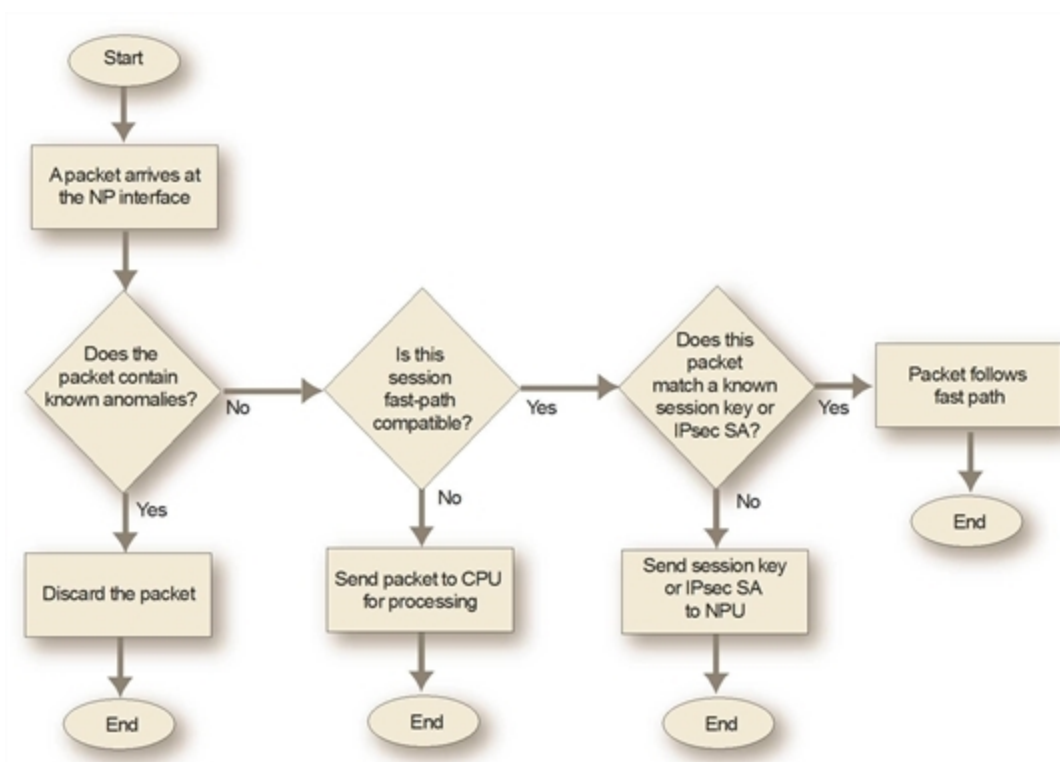 Start
A packet arrives at
the NP interface
Does the
packet contain
known anomalies?
No
Yes
Discard the packet
End
Is this
session
fast-path
compatible?
Yes
No
Send packet to CPU
for processing
End
Does this
packet
match a known
session key or
IPsec SA?
Yes
No
Send session key
or IPsec SA
to NPU
End
Packet follows
fast path
End